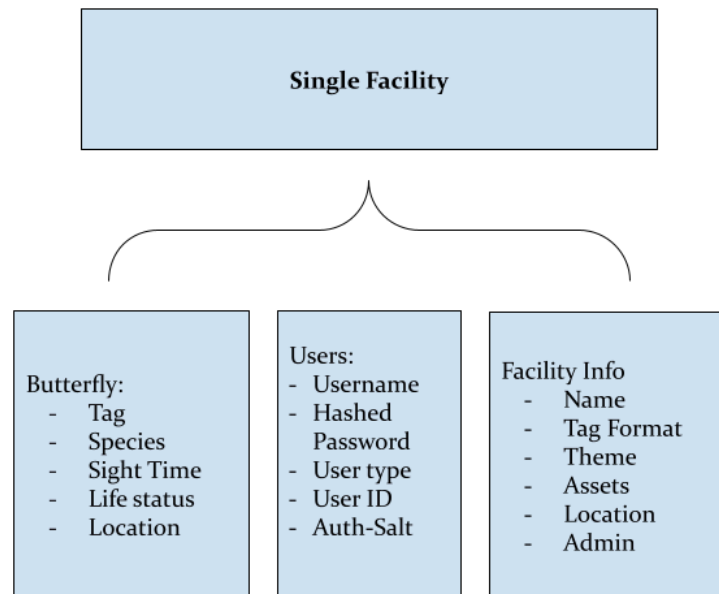 Single Facility
Butterfly:
- Tag
- Species
- Sight Time
- Life status
- Location
Users:
- Username
- Hashed
Password
- User type
- User ID
- Auth-Salt
Facility Info
- Name
- Tag Format
- Theme
- Assets
- Location
- Admin